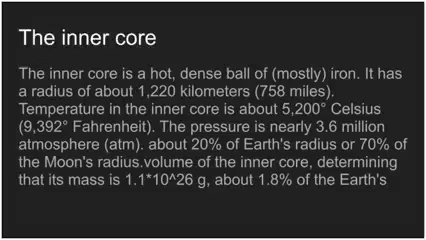 The inner core
The inner core is a hot, dense ball of (mostly) iron. It has
a radius of about 1,220 kilometers (758 miles).
Temperature in the inner core is about 5,200° Celsius
(9,392° Fahrenheit). The pressure is nearly 3.6 million
atmosphere (atm). about 20% of Earth's radius or 70% of
the Moon's radius.volume of the inner core, determining
that its mass is 1.1*10^26 g, about 1.8% of the Earth's